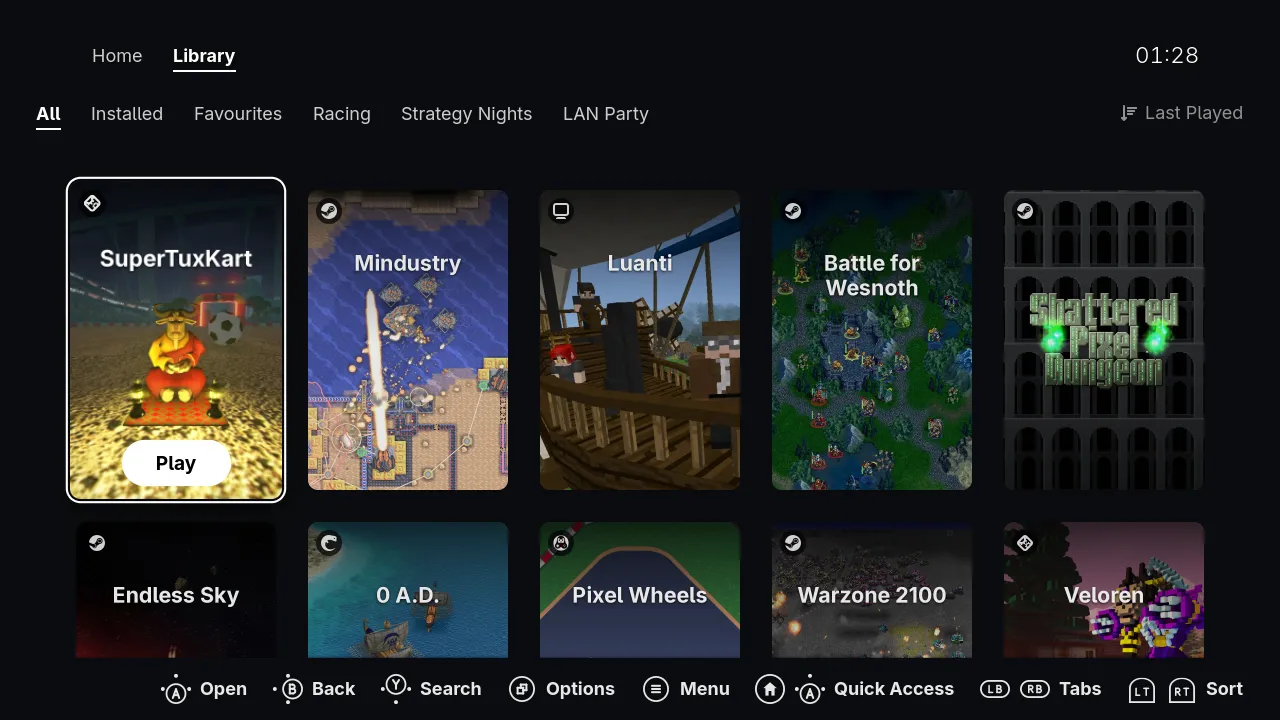 Home Library 01:28
All Installed Favourites Racing Strategy Nights LAN Party Last Played
SuperTuxKart
Mindustry
Luanti
Battle for
Wesnoth
Shattered
Pixel
Dungeon
Play
Endless Sky
0 A.D.
Pixel Wheels
Warzone 2100
Veloren
A Open B Back Y Search Options Menu A Quick Access LB RB Tabs LT RT Sort